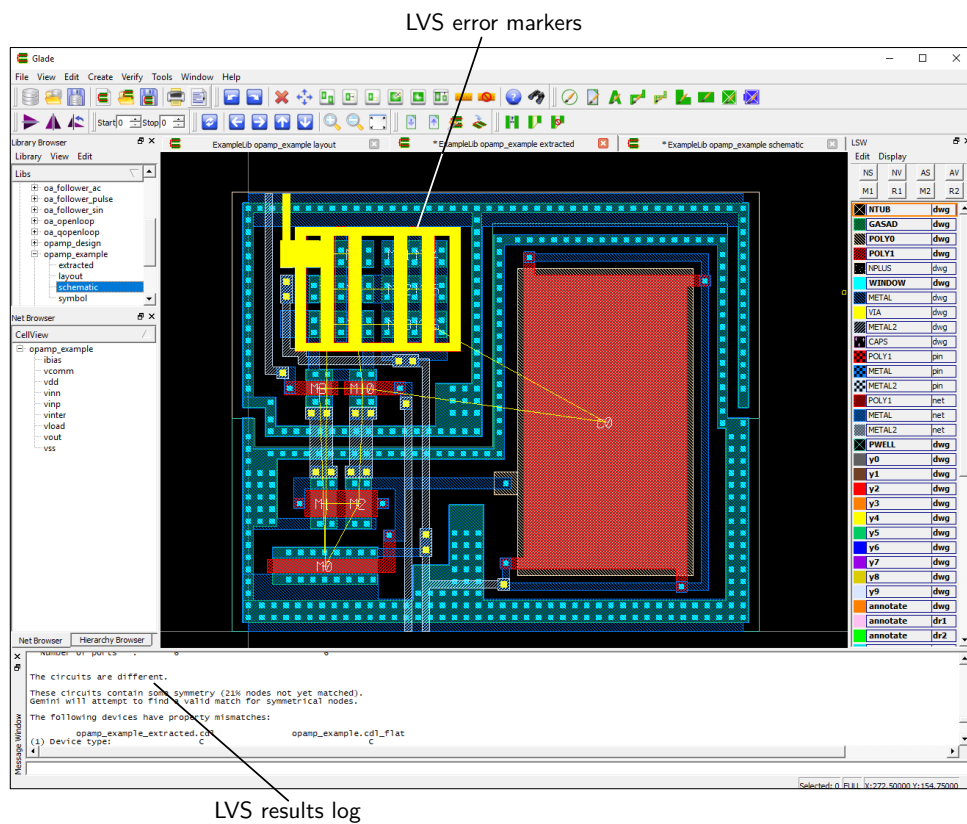 LVS error markers
Glade
File View Edit Create Verify Tools Window Help
Start 0 Stop 0
Library Browser
Library View Edit
Libs
oa_follower_ac
oa_follower_pulse
oa_follower_sin
oa_openloop
oa_qopenloop
opamp_design
opamp_example
extracted
layout
schematic
symbol
Net Browser
CellView
opamp_example
ibias
vcomm
vdd
vinn
vinp
vinter
vload
vout
vss
Net Browser Hierarchy Browser
ExampleLib opamp_example layout
* ExampleLib opamp_example extracted
* ExampleLib opamp_example schematic
M10
M2
M0
C0
LSW
Edit Display
NS NV AS AV
M1 R1 M2 R2
NTUB dwg
GASAD dwg
POLY0 dwg
POLY1 dwg
NPLUS dwg
WINDOW dwg
METAL dwg
VIA dwg
METAL2 dwg
CAPS dwg
POLY1 pin
METAL pin
METAL2 pin
POLY1 net
METAL net
METAL2 net
PWELL dwg
y0 dwg
y1 dwg
y2 dwg
y3 dwg
y4 dwg
y5 dwg
y6 dwg
y7 dwg
y8 dwg
y9 dwg
annotate dwg
annotate dr1
annotate dr2
Message Window
Number of ports : 6 6
The circuits are different.
These circuits contain some symmetry (21% nodes not yet matched).
Gemini will attempt to find a valid match for symmetrical nodes.
The following devices have property mismatches:
opamp_example_extracted.cdl opamp_example.cdl_flat
(1) Device type: C C
Selected: 0 FULL X:272.50000 Y:154.75000
LVS results log